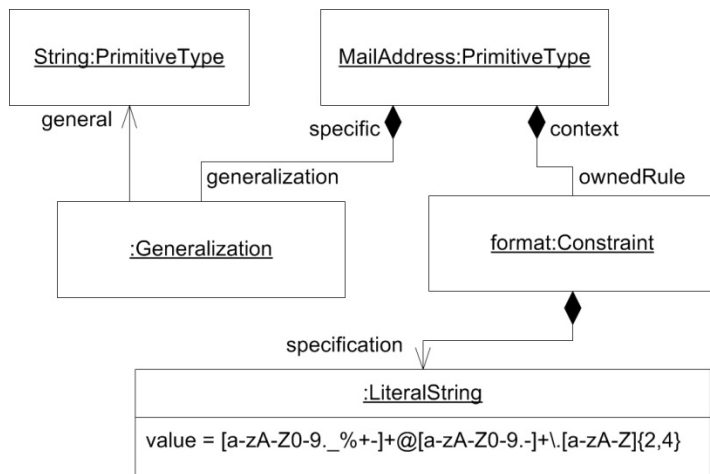 String:PrimitiveType
MailAddress:PrimitiveType
general
specific
context
generalization
ownedRule
:Generalization
format:Constraint
specification
:LiteralString
value = [a-zA-Z0-9._%+-]+@[a-zA-Z0-9.-]+\.[a-zA-Z]{2,4}